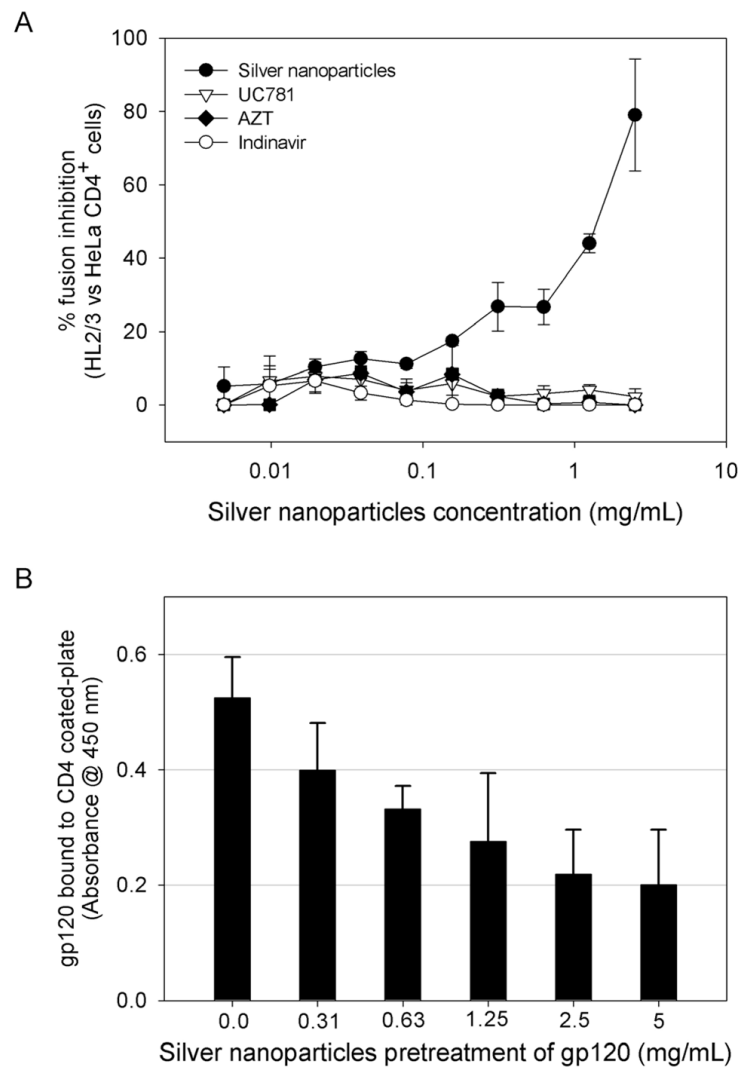 A
% fusion inhibition
(HL2/3 vs HeLa CD4+ cells)
100
80
60
40
20
0
Silver nanoparticles
UC781
AZT
Indinavir
0.01
0.1
1
10
Silver nanoparticles concentration (mg/mL)
B
gp120 bound to CD4 coated-plate
(Absorbance @ 450 nm)
0.6
0.4
0.2
0.0
0.0
0.31
0.63
1.25
2.5
5
Silver nanoparticles pretreatment of gp120 (mg/mL)